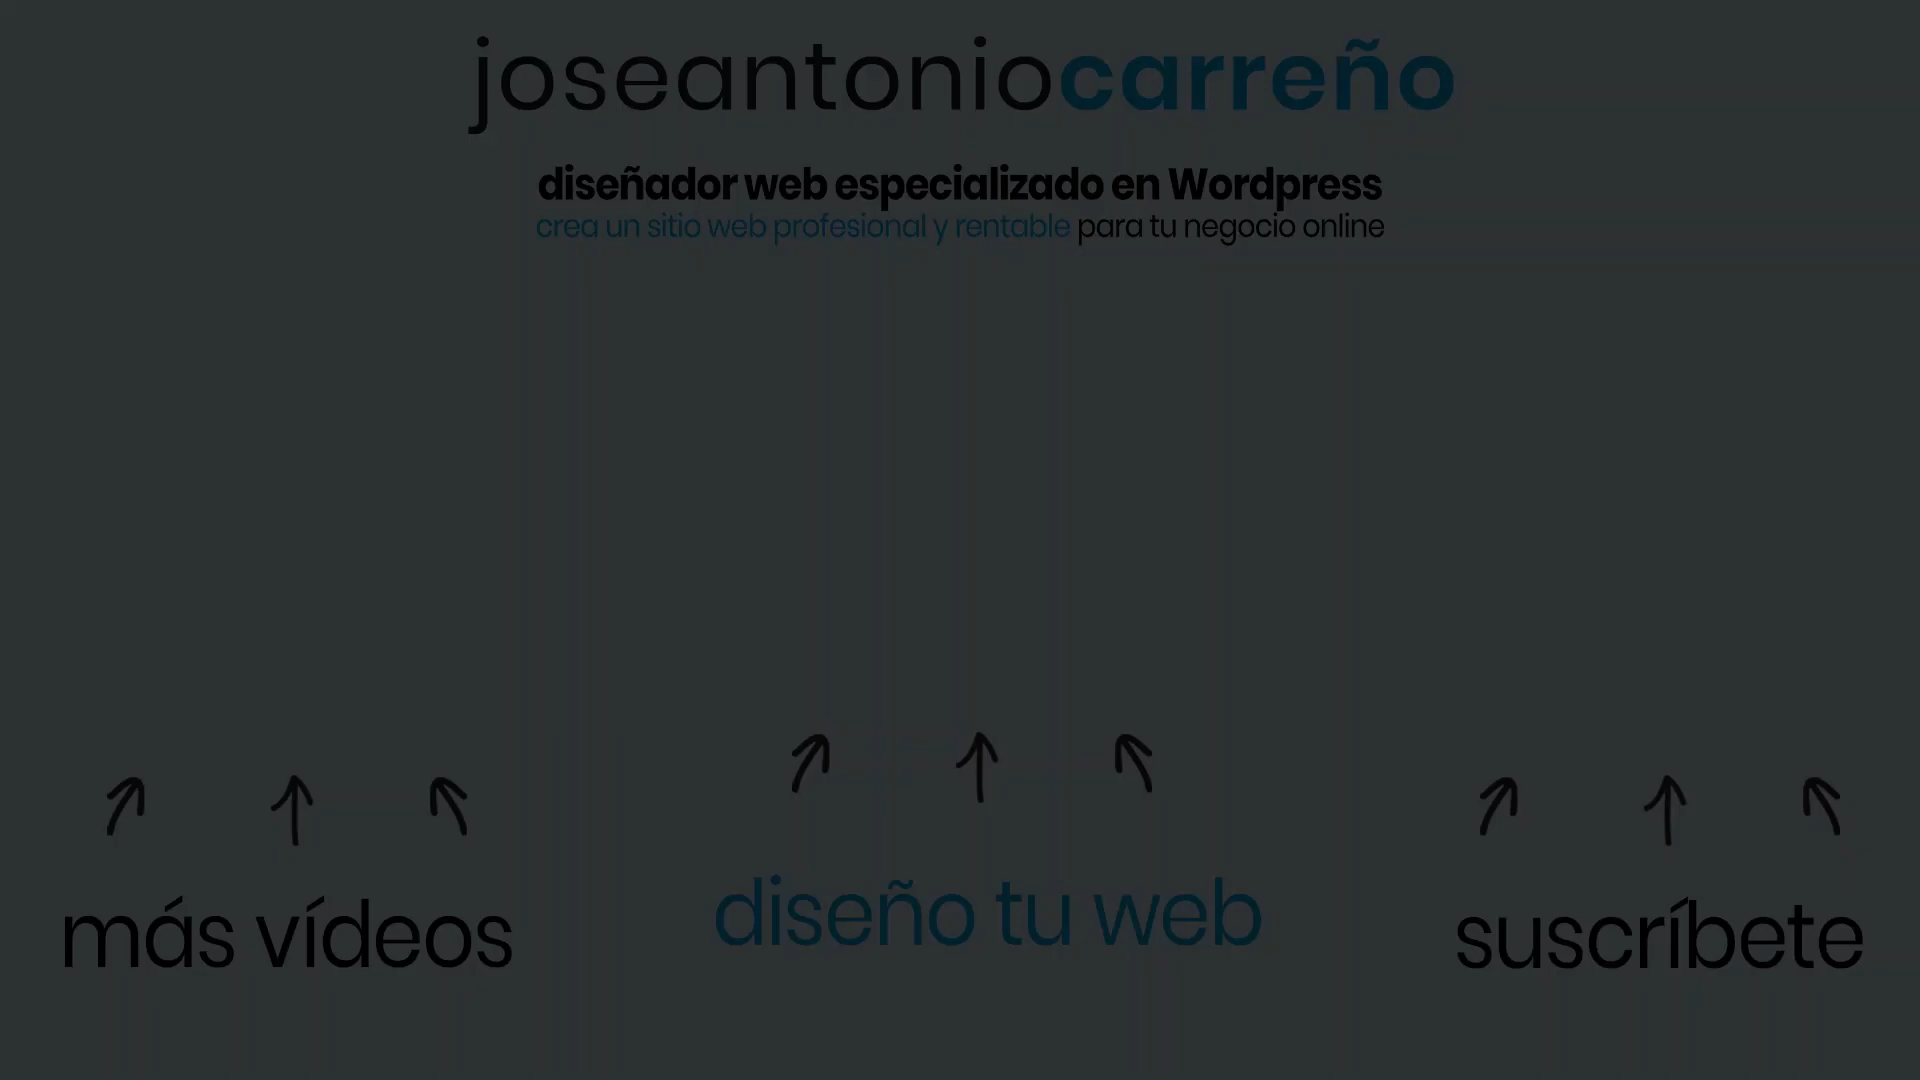 joseantoniocarreño
diseñador web especializado en Wordpress
crea un sitio web profesional y rentable para tu negocio online
más vídeos
diseño tu web
suscríbete